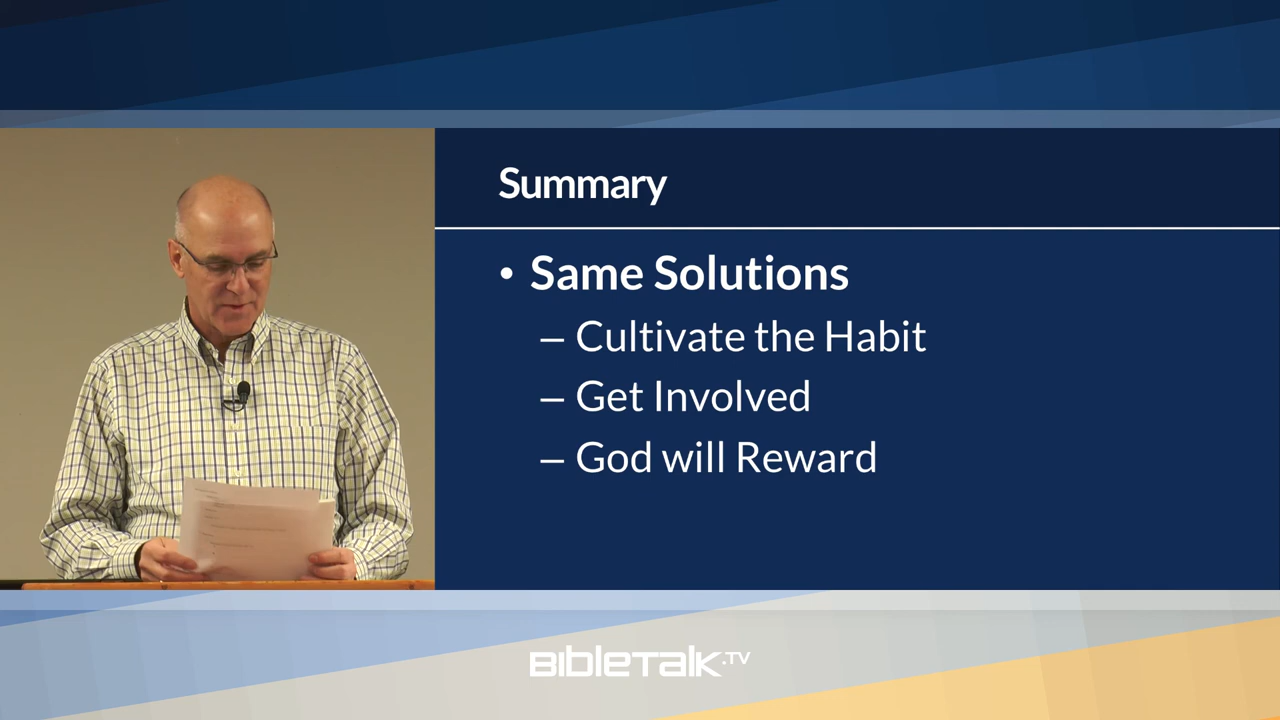 Summary
• Same Solutions
– Cultivate the Habit
– Get Involved
– God will Reward
BIBLETALK.TV